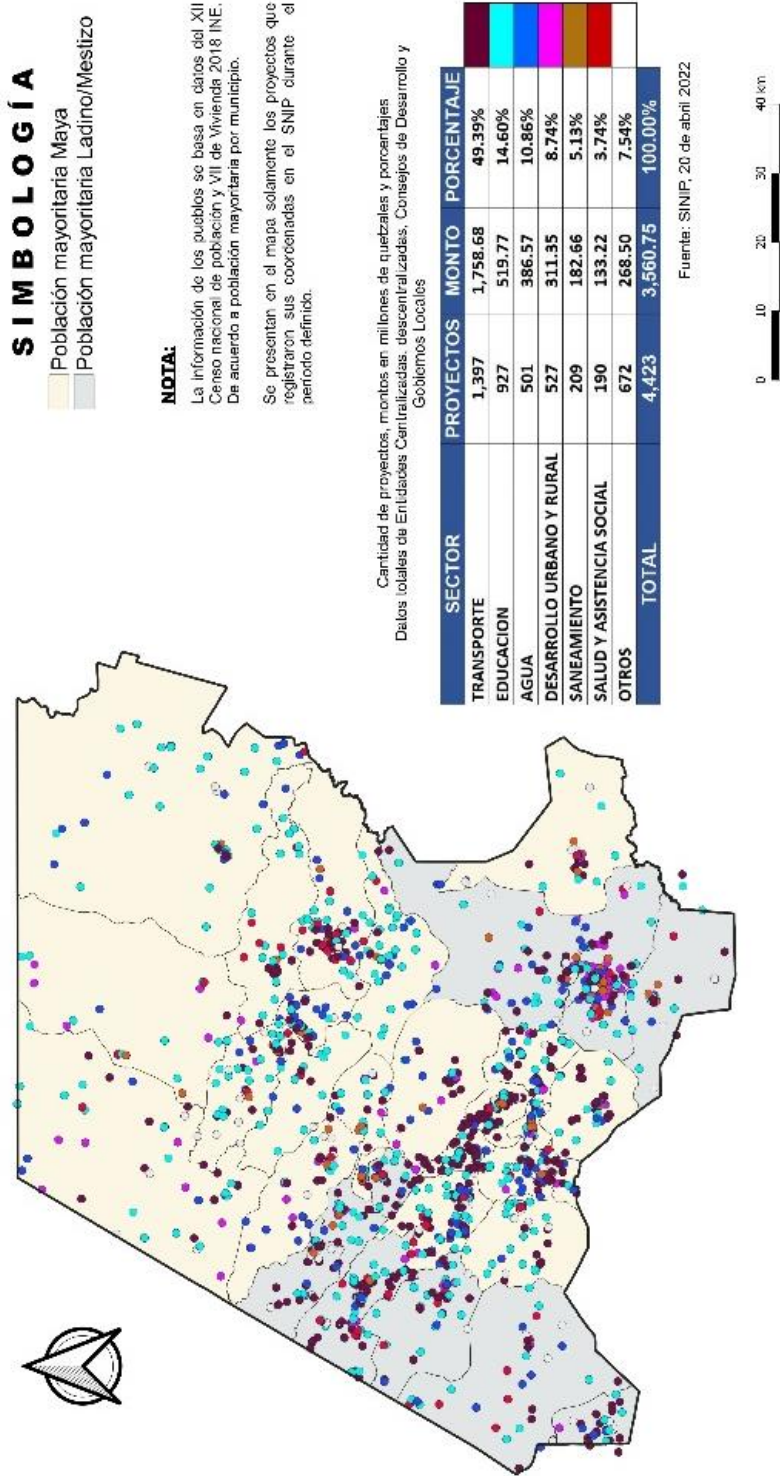 SIMBOLOGÍA
Población mayoritaria Maya
Población mayoritaria Ladino/Mestizo
NOTA:
La información de los pueblos se basa en datos del XII
Censo nacional de población y VII de Vivienda 2018 INE.
De acuerdo a población mayoritaria por municipio.
Se presentan en el mapa solamente los proyectos que
registraron sus coordenadas en el SNIP durante el
período definido.
Cantidad de proyectos, montos en millones de quetzales y porcentajes
Datos totales de Entidades Centralizadas, descentralizadas, Consejos de Desarrollo y
Gobiernos Locales
SECTOR PROYECTOS MONTO PORCENTAJE
TRANSPORTE 1,397 1,758.68 49.39%
EDUCACION 927 519.77 14.60%
AGUA 501 386.57 10.86%
DESARROLLO URBANO Y RURAL 527 311.35 8.74%
SANEAMIENTO 209 182.66 5.13%
SALUD Y ASISTENCIA SOCIAL 190 133.22 3.74%
OTROS 672 268.50 7.54%
TOTAL 4,423 3,560.75 100.00%
Fuente: SINIP, 20 de abril 2022
0 10 20 30 40 km